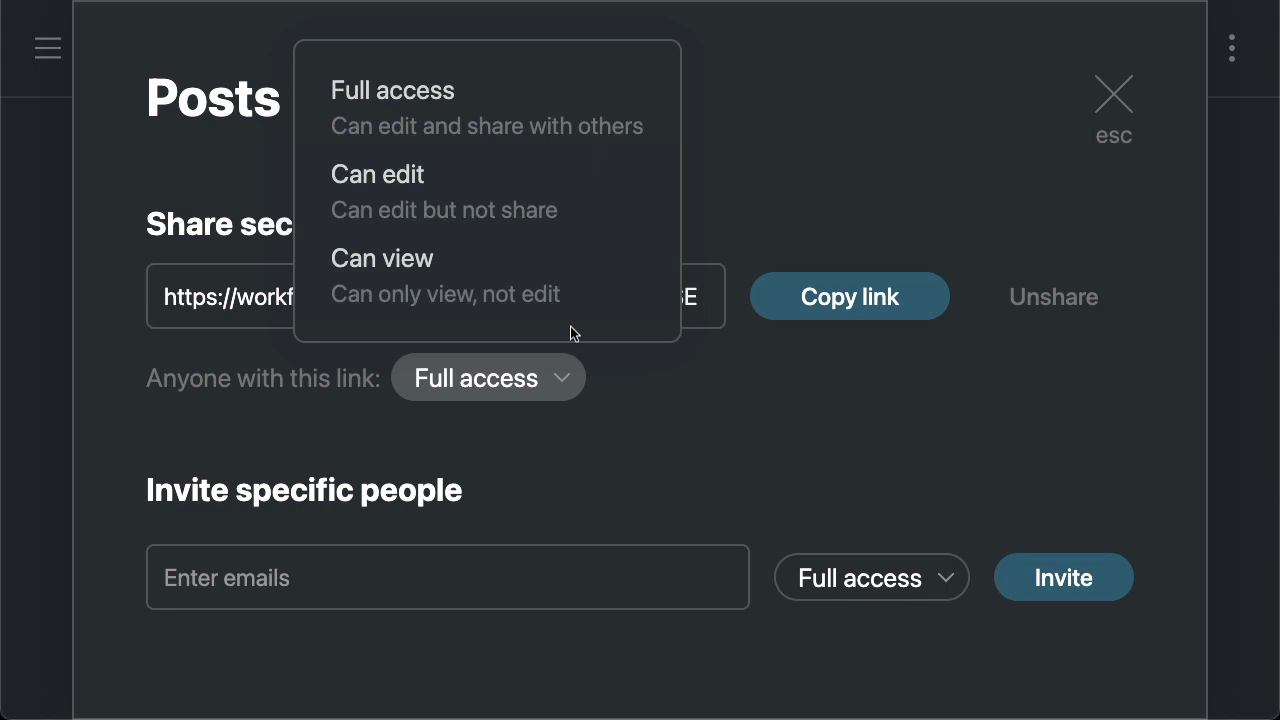 Posts
esc
Full access
Can edit and share with others
Can edit
Can edit but not share
Can view
Can only view, not edit
Share sec
https://workf
Copy link
Unshare
Anyone with this link: Full access
Invite specific people
Enter emails
Full access
Invite